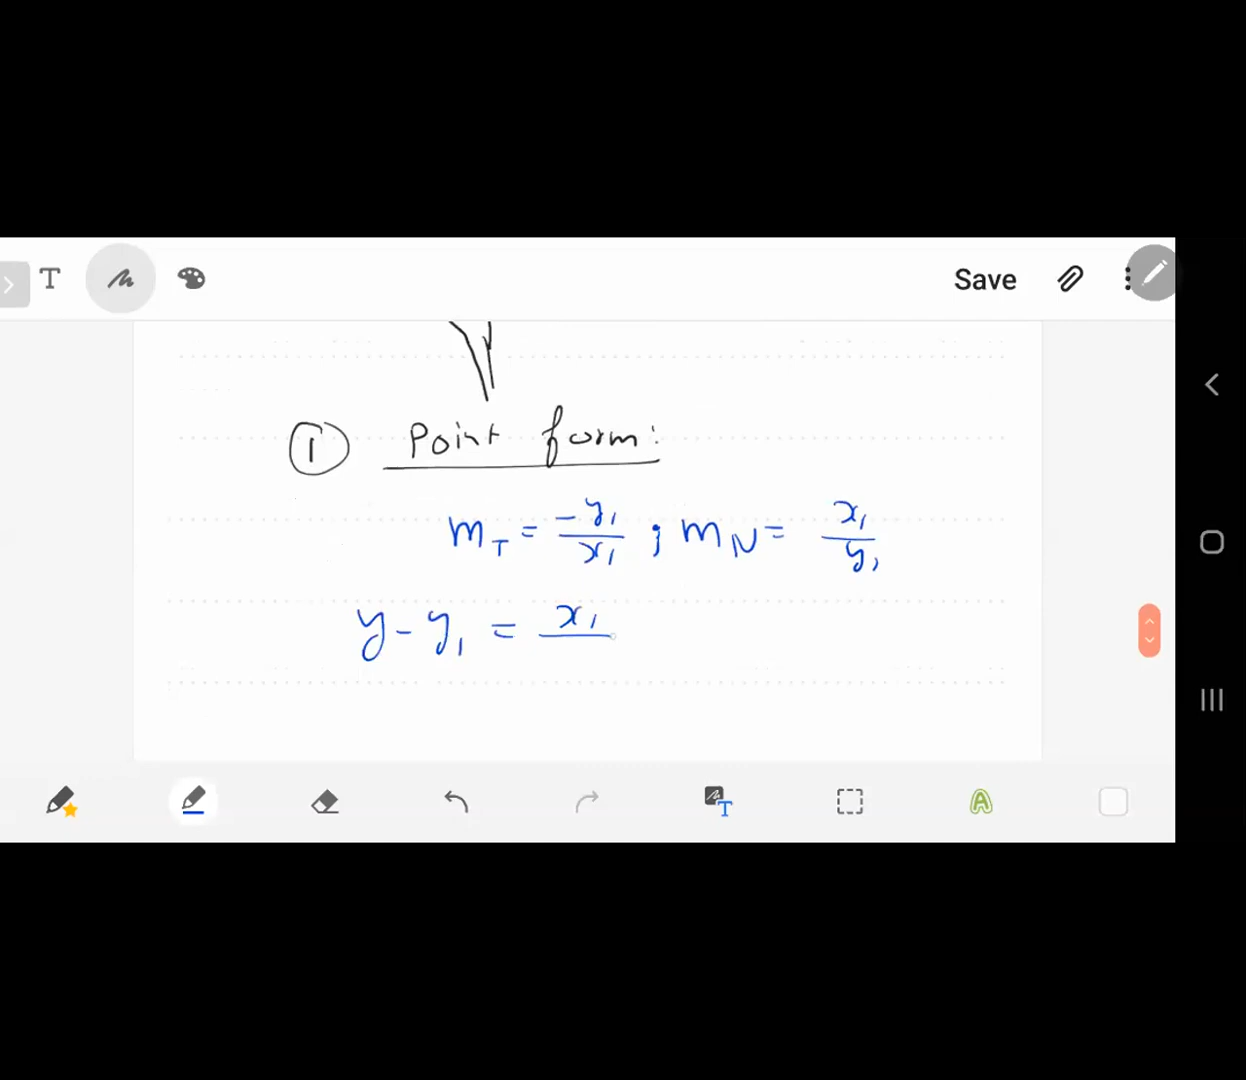 T Save
① Point form:
m_T = -y₁/x₁ ; m_N = x₁/y₁
y - y₁ = x₁/
T A